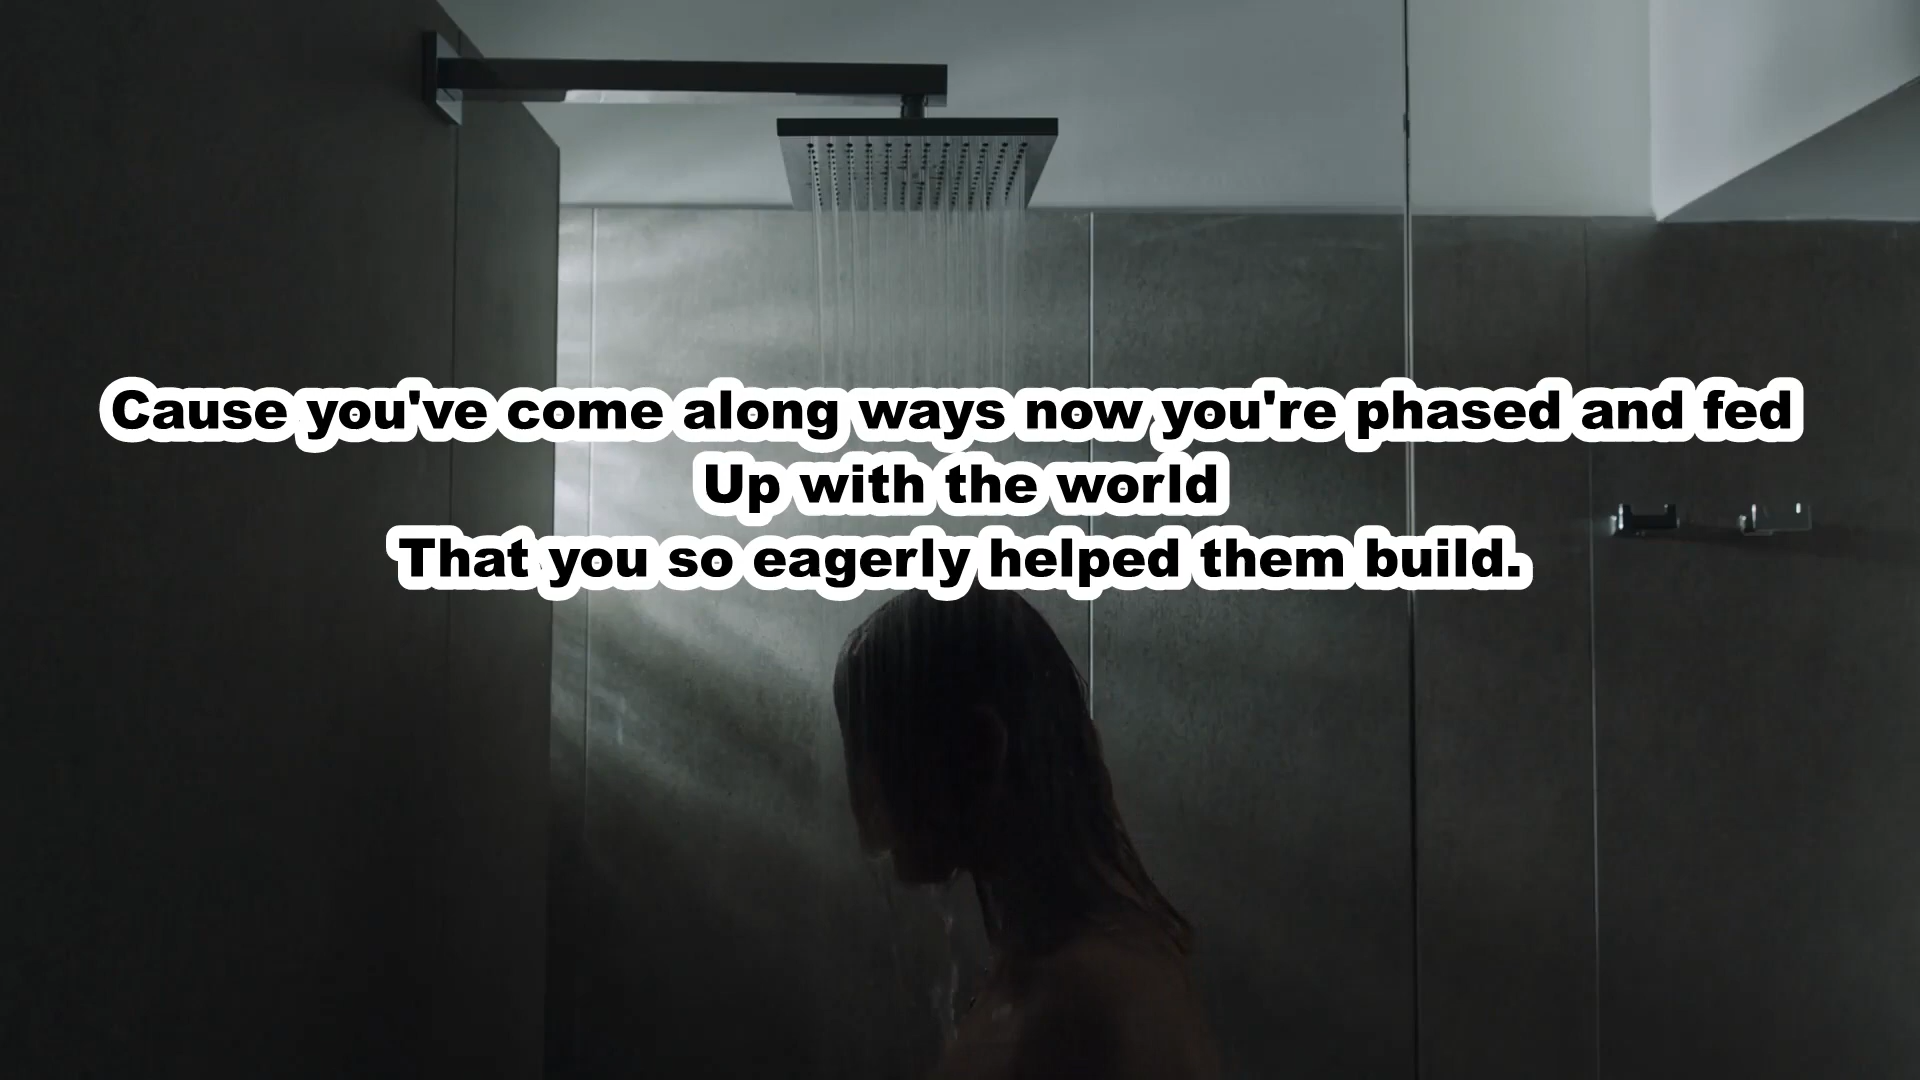 Cause you've come along ways now you're phased and fed
Up with the world
That you so eagerly helped them build.